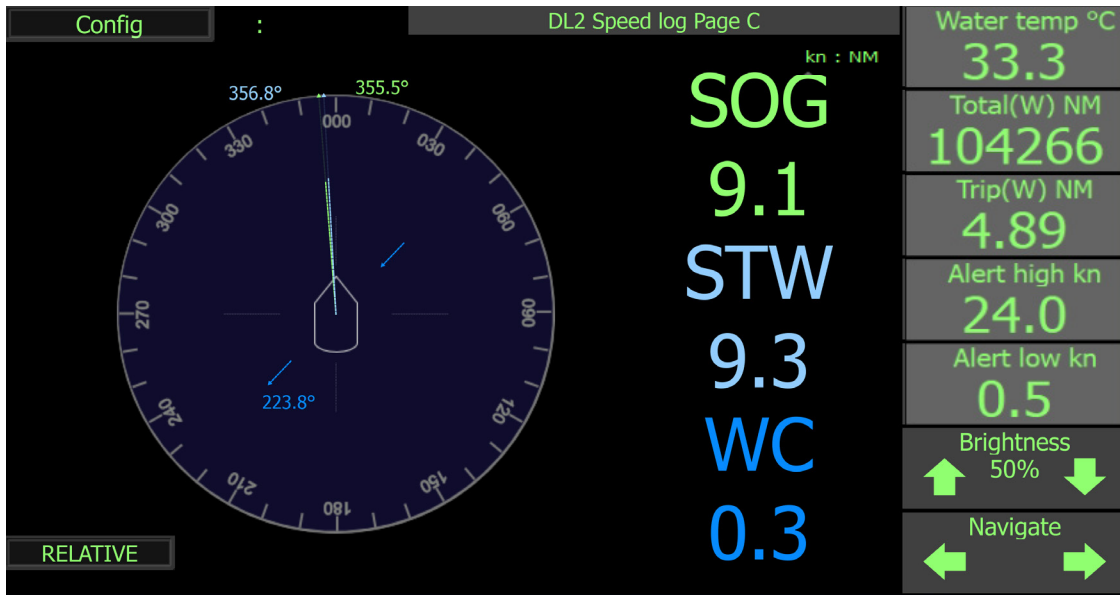 Config
:
DL2 Speed log Page C
kn : NM
356.8°
355.5°
000
030
060
090
120
150
180
210
240
270
300
330
223.8°
RELATIVE
SOG
9.1
STW
9.3
WC
0.3
Water temp °C
33.3
Total(W) NM
104266
Trip(W) NM
4.89
Alert high kn
24.0
Alert low kn
0.5
Brightness
50%
Navigate